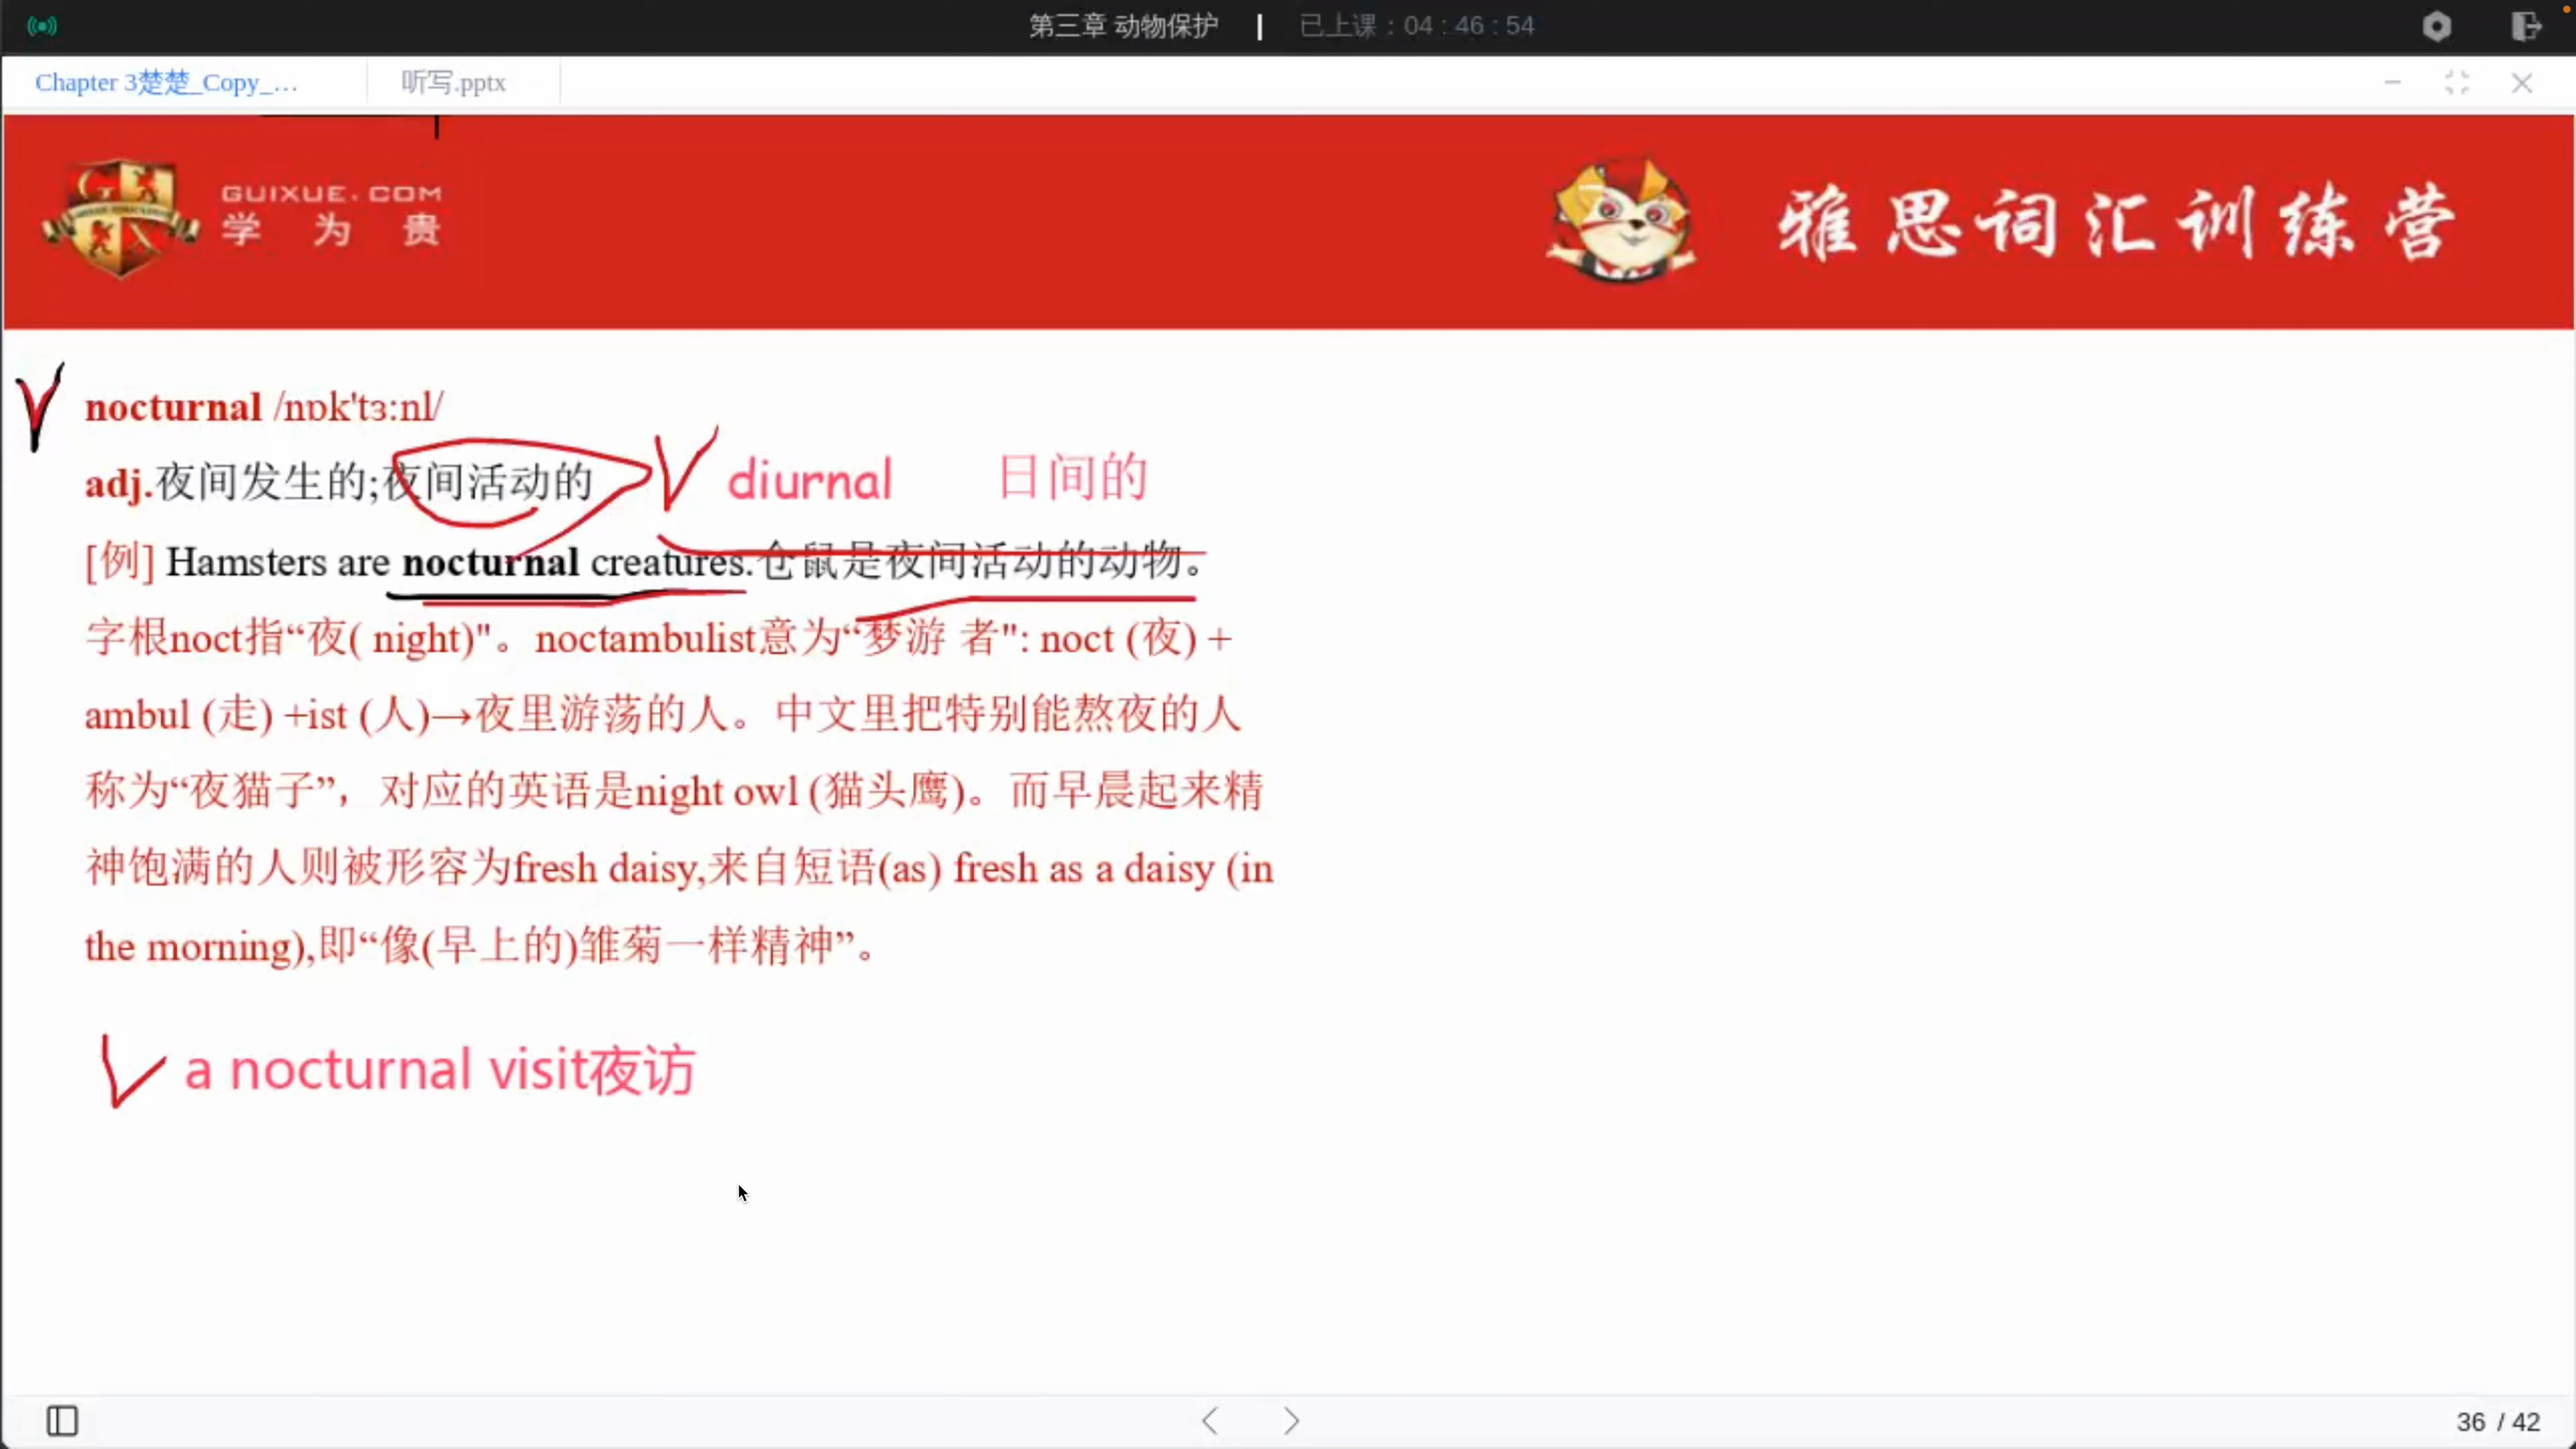 第三章 动物保护 | 已上课：04 : 46 : 54
Chapter 3楚楚_Copy_... 听写.pptx
GUIXUE.COM
学为贵
雅思词汇训练营
nocturnal /nɒk'tɜ:nl/
adj.夜间发生的;夜间活动的 diurnal 日间的
[例] Hamsters are nocturnal creatures.仓鼠是夜间活动的动物。
字根noct指“夜( night)"。noctambulist意为“梦游 者": noct (夜) +
ambul (走) +ist (人)→夜里游荡的人。中文里把特别能熬夜的人
称为“夜猫子”，对应的英语是night owl (猫头鹰)。而早晨起来精
神饱满的人则被形容为fresh daisy,来自短语(as) fresh as a daisy (in
the morning),即“像(早上的)雏菊一样精神”。
a nocturnal visit夜访
36 / 42